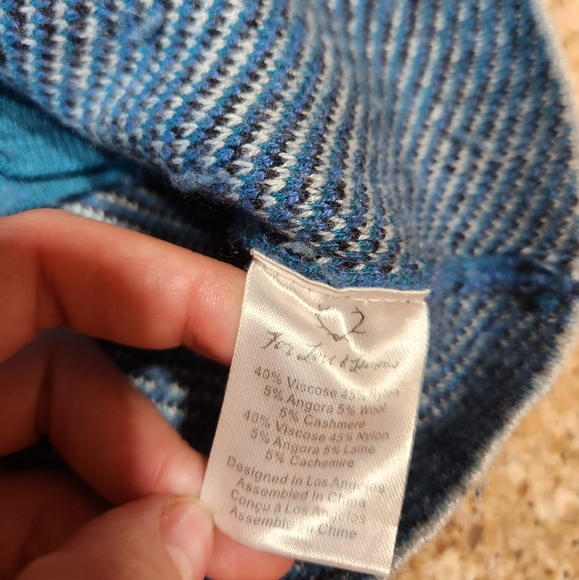 For Love & Lemons
40% Viscose 45% Nylon
5% Angora 5% Wool
5% Cashmere
40% Viscose 45% Nylon
5% Angora 5% Laine
5% Cachemire
Designed In Los Angeles
Assembled In China
Conçu à Los Angeles
Assemblé En Chine